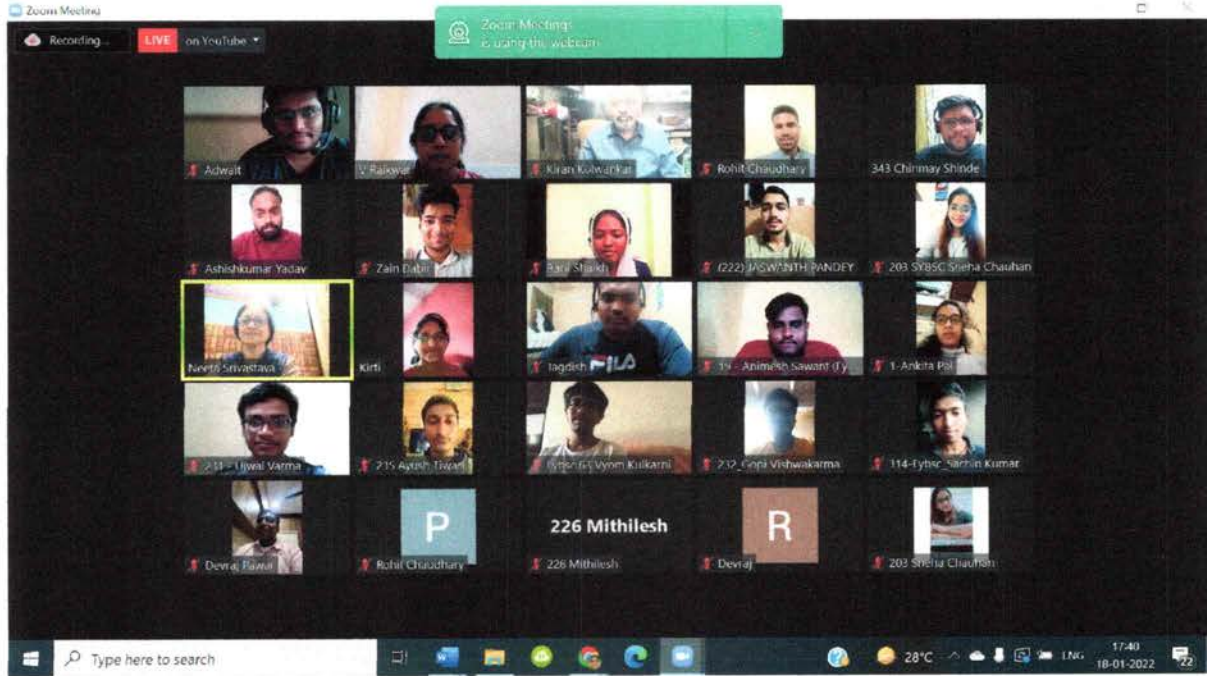 Zoom Meeting
Recording...
LIVE on YouTube
Zoom Meetings
is using the webcam
Adwait
V Raikwar
Kiran Kolwankar
Rohit Chaudhary
343 Chinmay Shinde
Ashishkumar Yadav
Zain Dabir
Rani Shaikh
(222) JASWANTH PANDEY
203 SYBSC Sneha Chauhan
Neeta Srivastava
Kirti
Jagdish
FILA
Animesh Sawant (Fy
1-Ankita Pal
Ujwal Varma
215 Ayush Tiwari
Vyom Kulkarni
232_Gopi Vishwakarma
114-Fybsc_Sachin Kumar
Devraj Pawar
P
Rohit Chaudhary
226 Mithilesh
226 Mithilesh
R
Devraj
203 Sneha Chauhan
Type here to search
28°C
ENG
17:40
18-01-2022
22